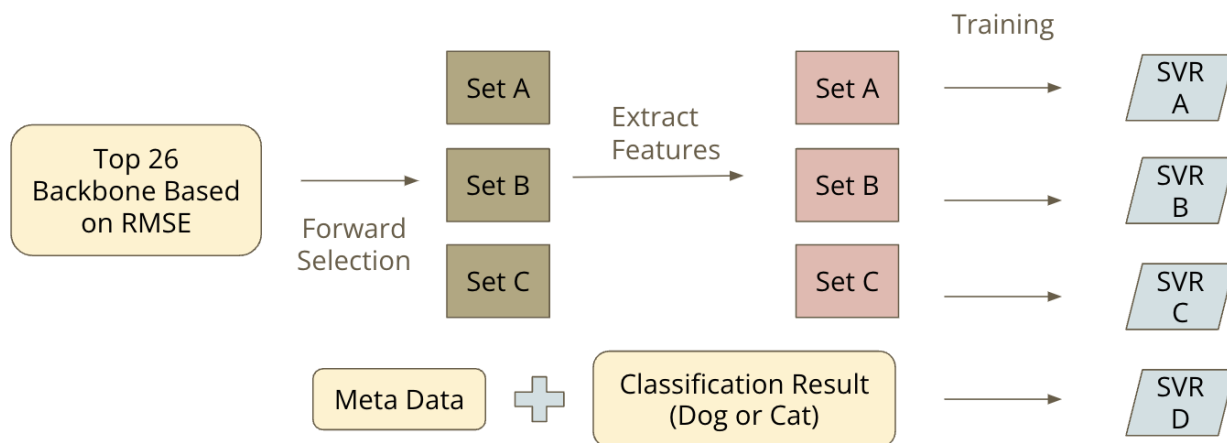 Training
Top 26
Backbone Based
on RMSE
Forward
Selection
Set A
Set B
Set C
Extract
Features
Set A
Set B
Set C
SVR
A
SVR
B
SVR
C
Meta Data
Classification Result
(Dog or Cat)
SVR
D